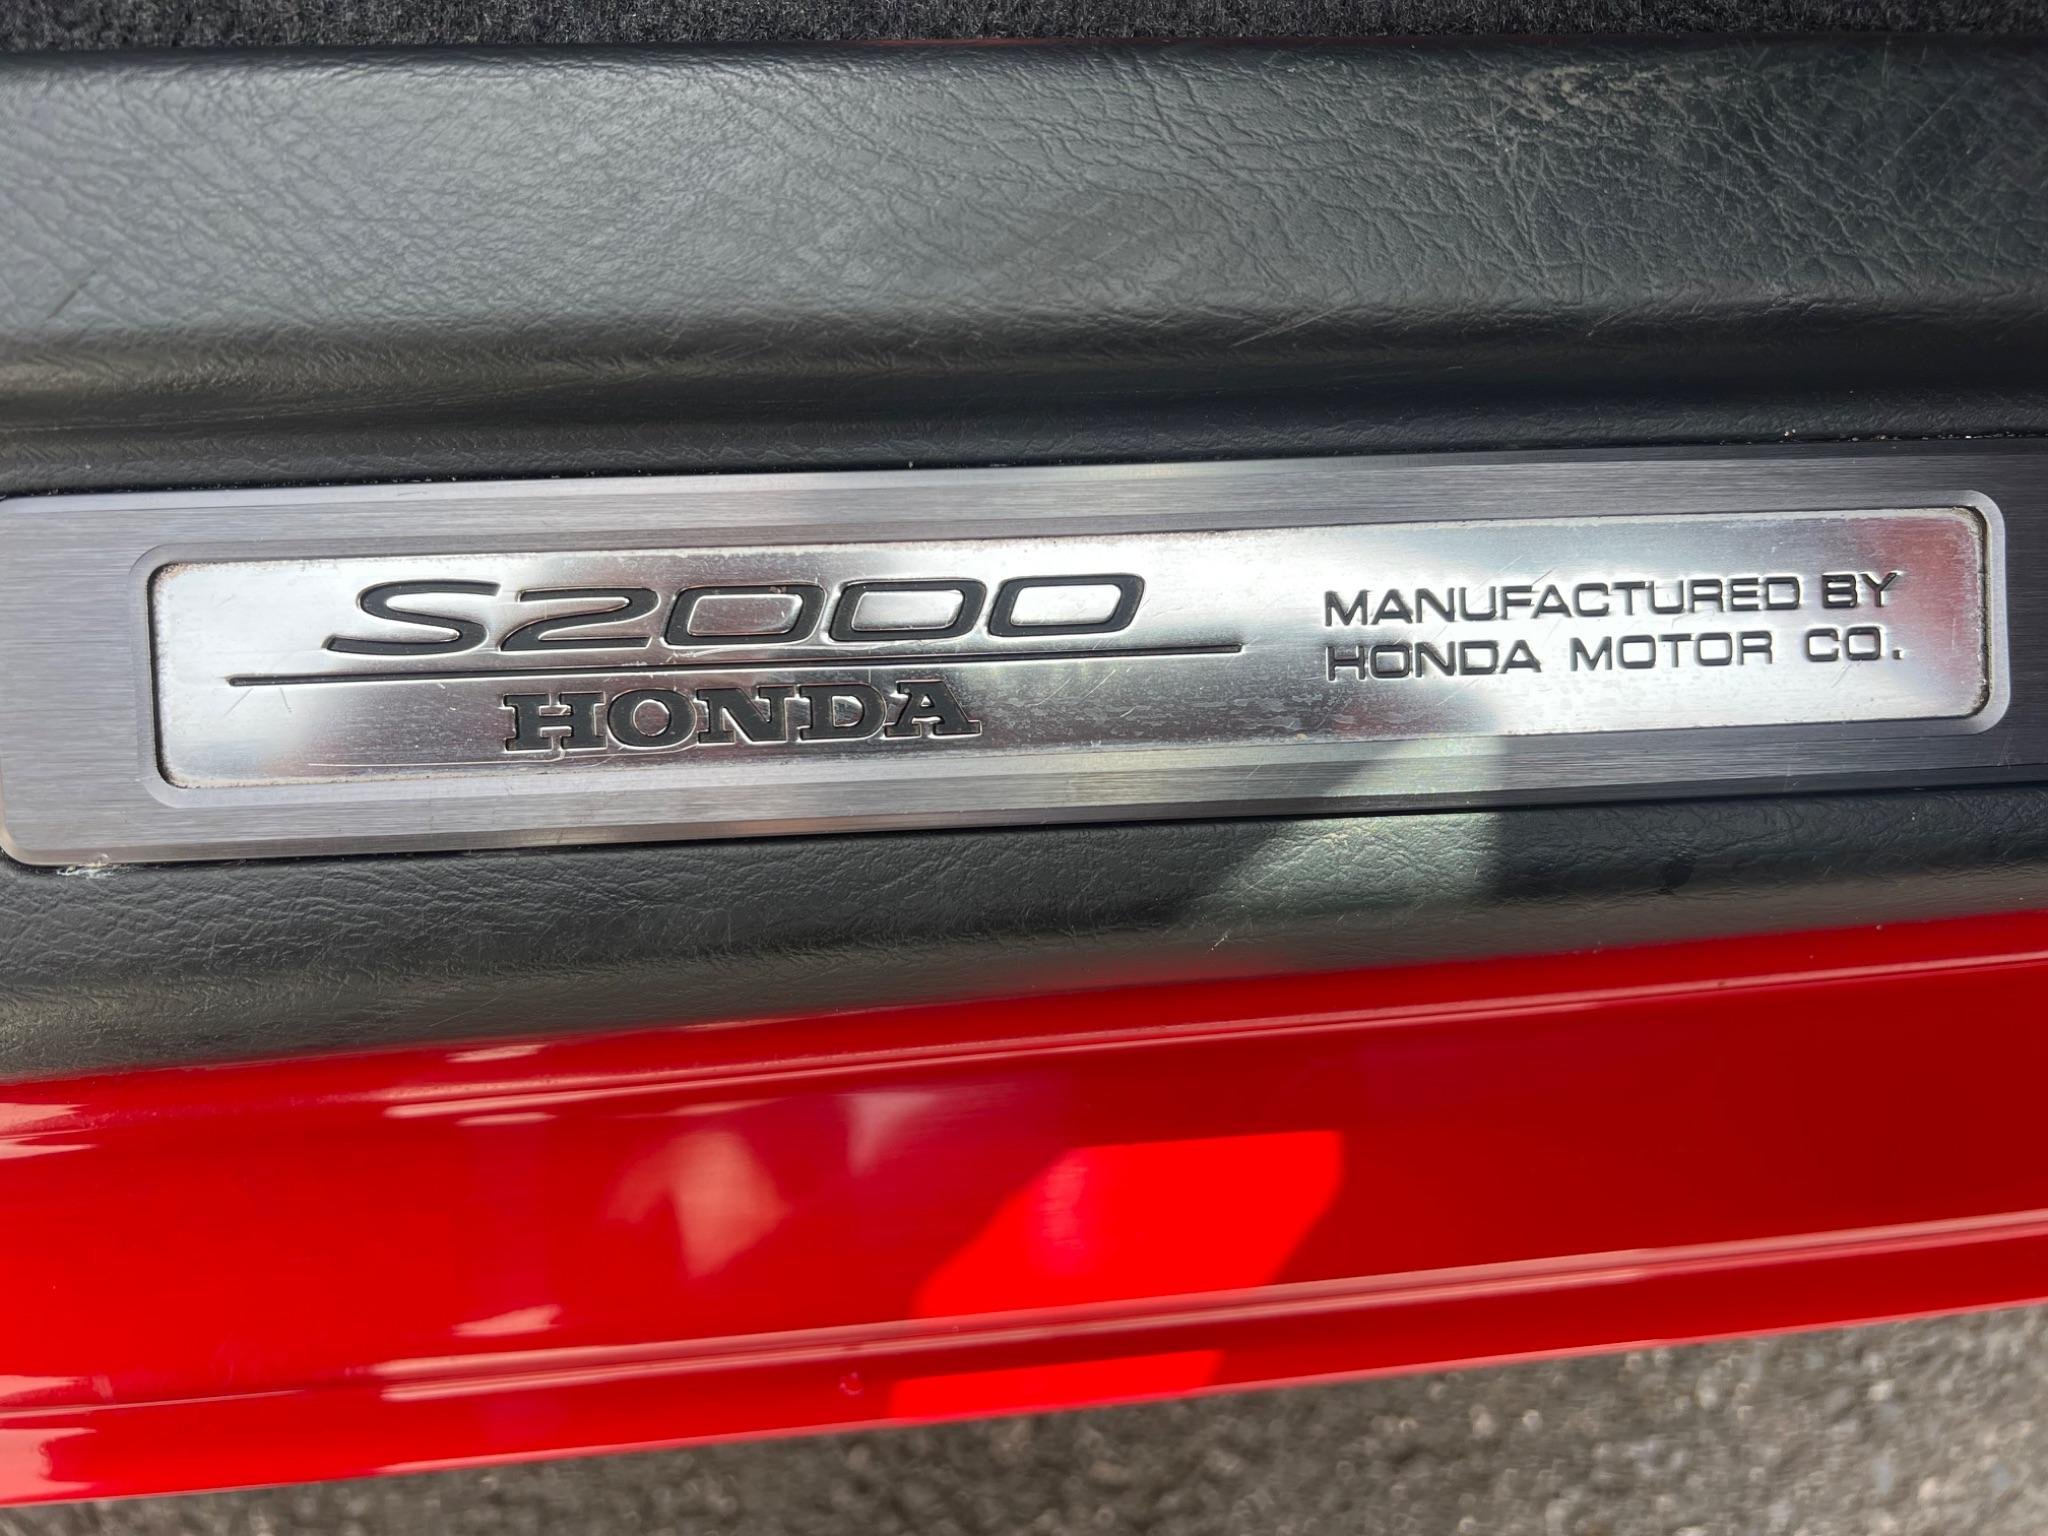 S2000
HONDA
MANUFACTURED BY
HONDA MOTOR CO.